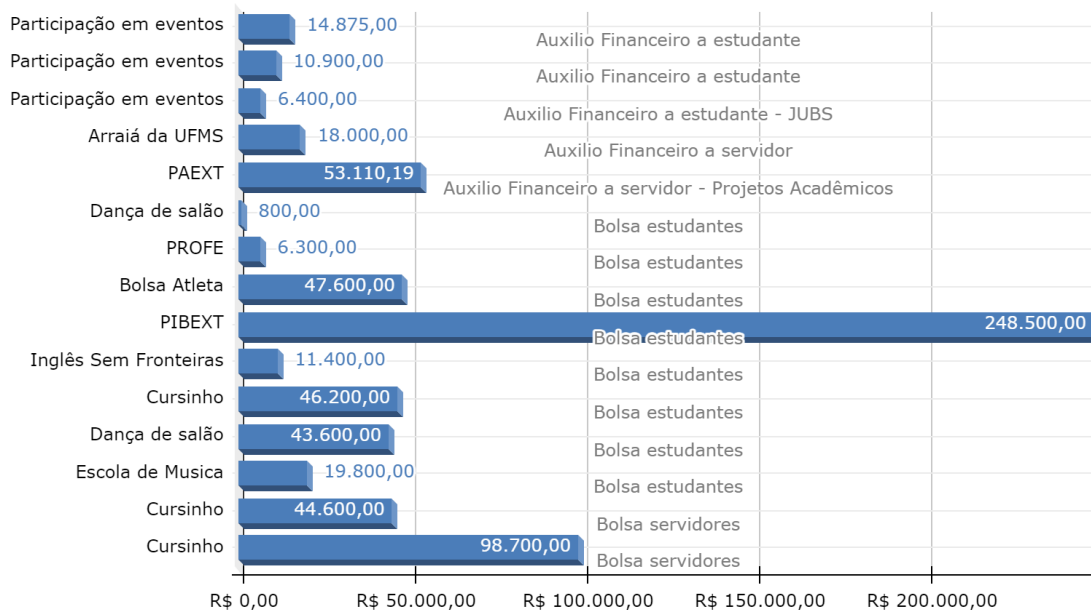 Participação em eventos 14.875,00
Auxilio Financeiro a estudante
Participação em eventos 10.900,00
Auxilio Financeiro a estudante
Participação em eventos 6.400,00
Auxilio Financeiro a estudante - JUBS
Arraiá da UFMS 18.000,00
Auxilio Financeiro a servidor
PAEXT 53.110,19
Auxilio Financeiro a servidor - Projetos Acadêmicos
Dança de salão 800,00
Bolsa estudantes
PROFE 6.300,00
Bolsa estudantes
Bolsa Atleta 47.600,00
Bolsa estudantes
PIBEXT 248.500,00
Bolsa estudantes
Inglês Sem Fronteiras 11.400,00
Bolsa estudantes
Cursinho 46.200,00
Bolsa estudantes
Dança de salão 43.600,00
Bolsa estudantes
Escola de Musica 19.800,00
Bolsa estudantes
Cursinho 44.600,00
Bolsa servidores
Cursinho 98.700,00
Bolsa servidores
R$ 0,00 R$ 50.000,00 R$ 100.000,00 R$ 150.000,00 R$ 200.000,00